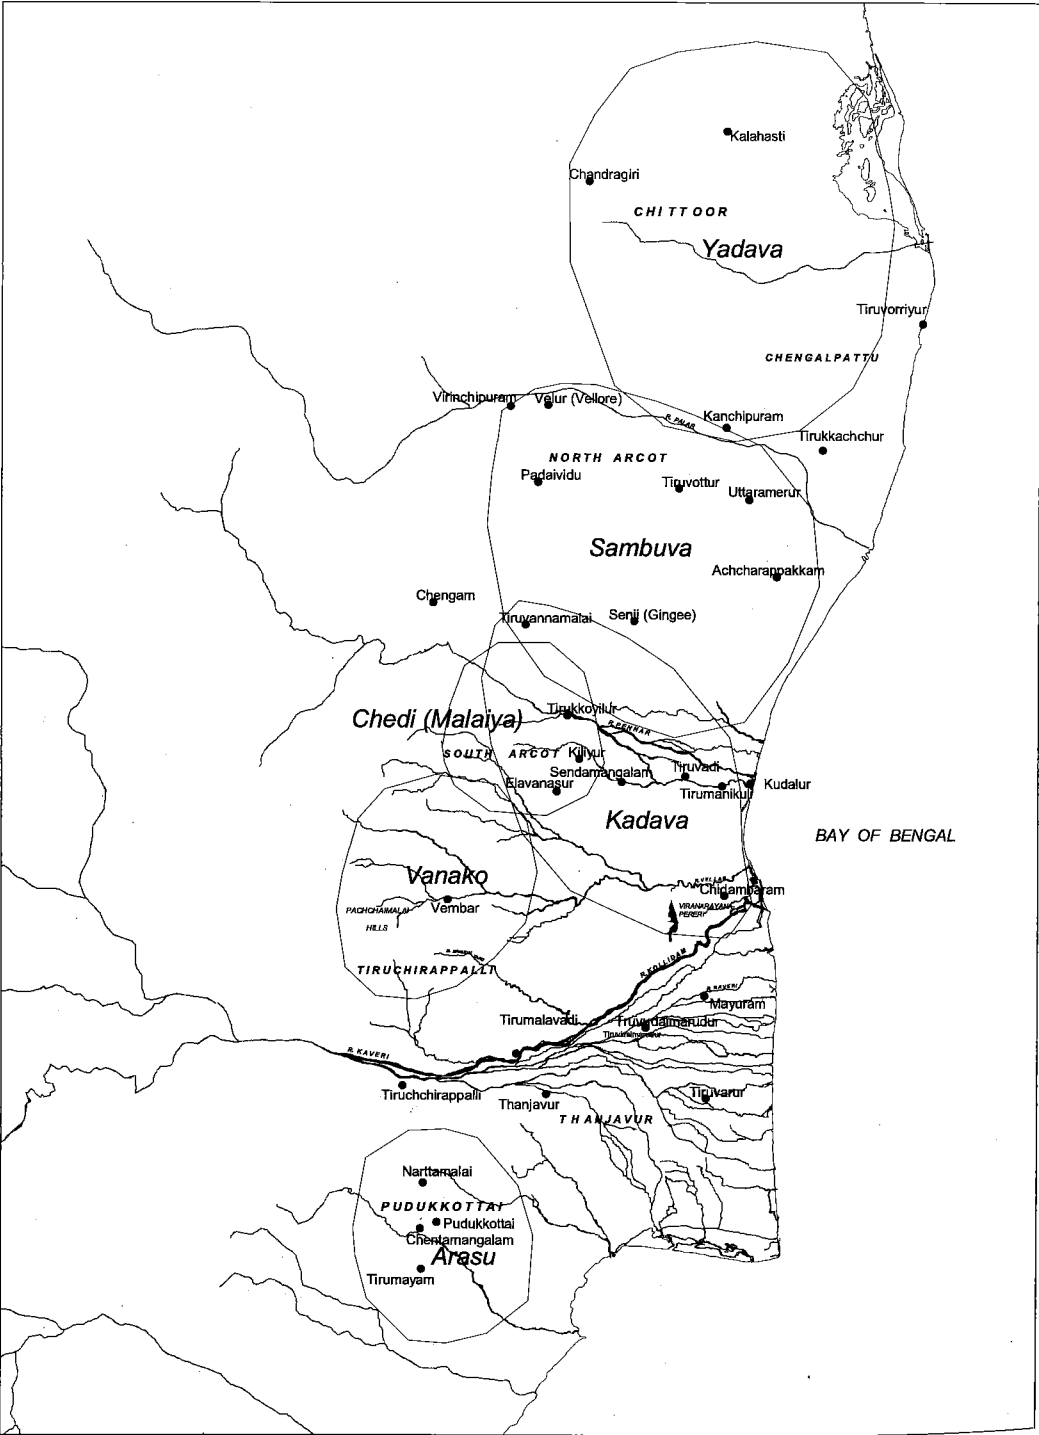 Kalahasti
Chandragiri
CHITTOOR
Yadava
Tiruvorriyur
CHENGALPATTU
Virinchipuram
Velur (Vellore)
Kanchipuram
R. PALAR
Tirukkachchur
NORTH ARCOT
Padaividu
Tiruvottur
Uttaramerur
Sambuva
Achcharappakkam
Chengam
Tiruvannamalai
Senji (Gingee)
Tirukkoyilur
Chedi (Malaiya)
R. PENNAR
SOUTH ARCOT
Kiliyur
Sendamangalam
Tiruvadi
Elavanasur
Tirumanikuli
Kudalur
Kadava
BAY OF BENGAL
Vanako
R. VELLAR
Chidambaram
Vembar
PACHCHAIMALAI
HILLS
VIRANARAYANA
PERERI
TIRUCHIRAPPALLI
R. KOLLIDAM
R. KAVERI
Mayuram
Tirumalavadi
Tiruvidaimarudur
R. KAVERI
Tiruchchirappalli
Thanjavur
Tiruvarur
THANJAVUR
Narttamalai
PUDUKKOTTAI
Pudukkottai
Chentamangalam
Arasu
Tirumayam